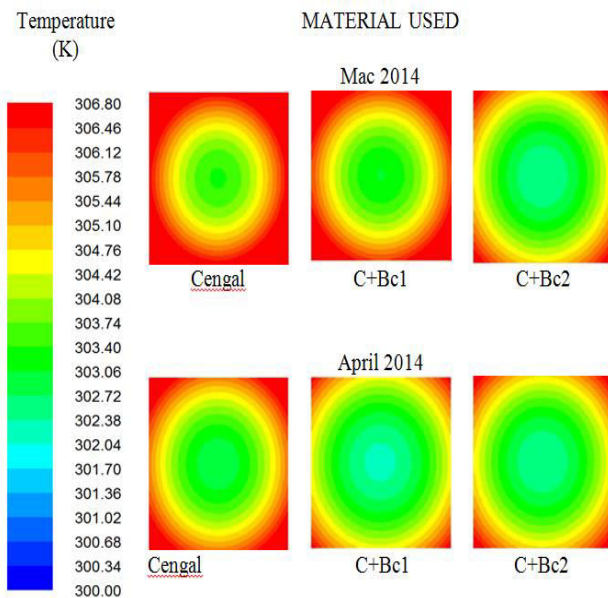 Temperature
(K)
MATERIAL USED
Mac 2014
306.80
306.46
306.12
305.78
305.44
305.10
304.76
304.42
304.08
303.74
303.40
303.06
302.72
302.38
302.04
301.70
301.36
301.02
300.68
300.34
300.00
Cengal
C+Bc1
C+Bc2
April 2014
Cengal
C+Bc1
C+Bc2